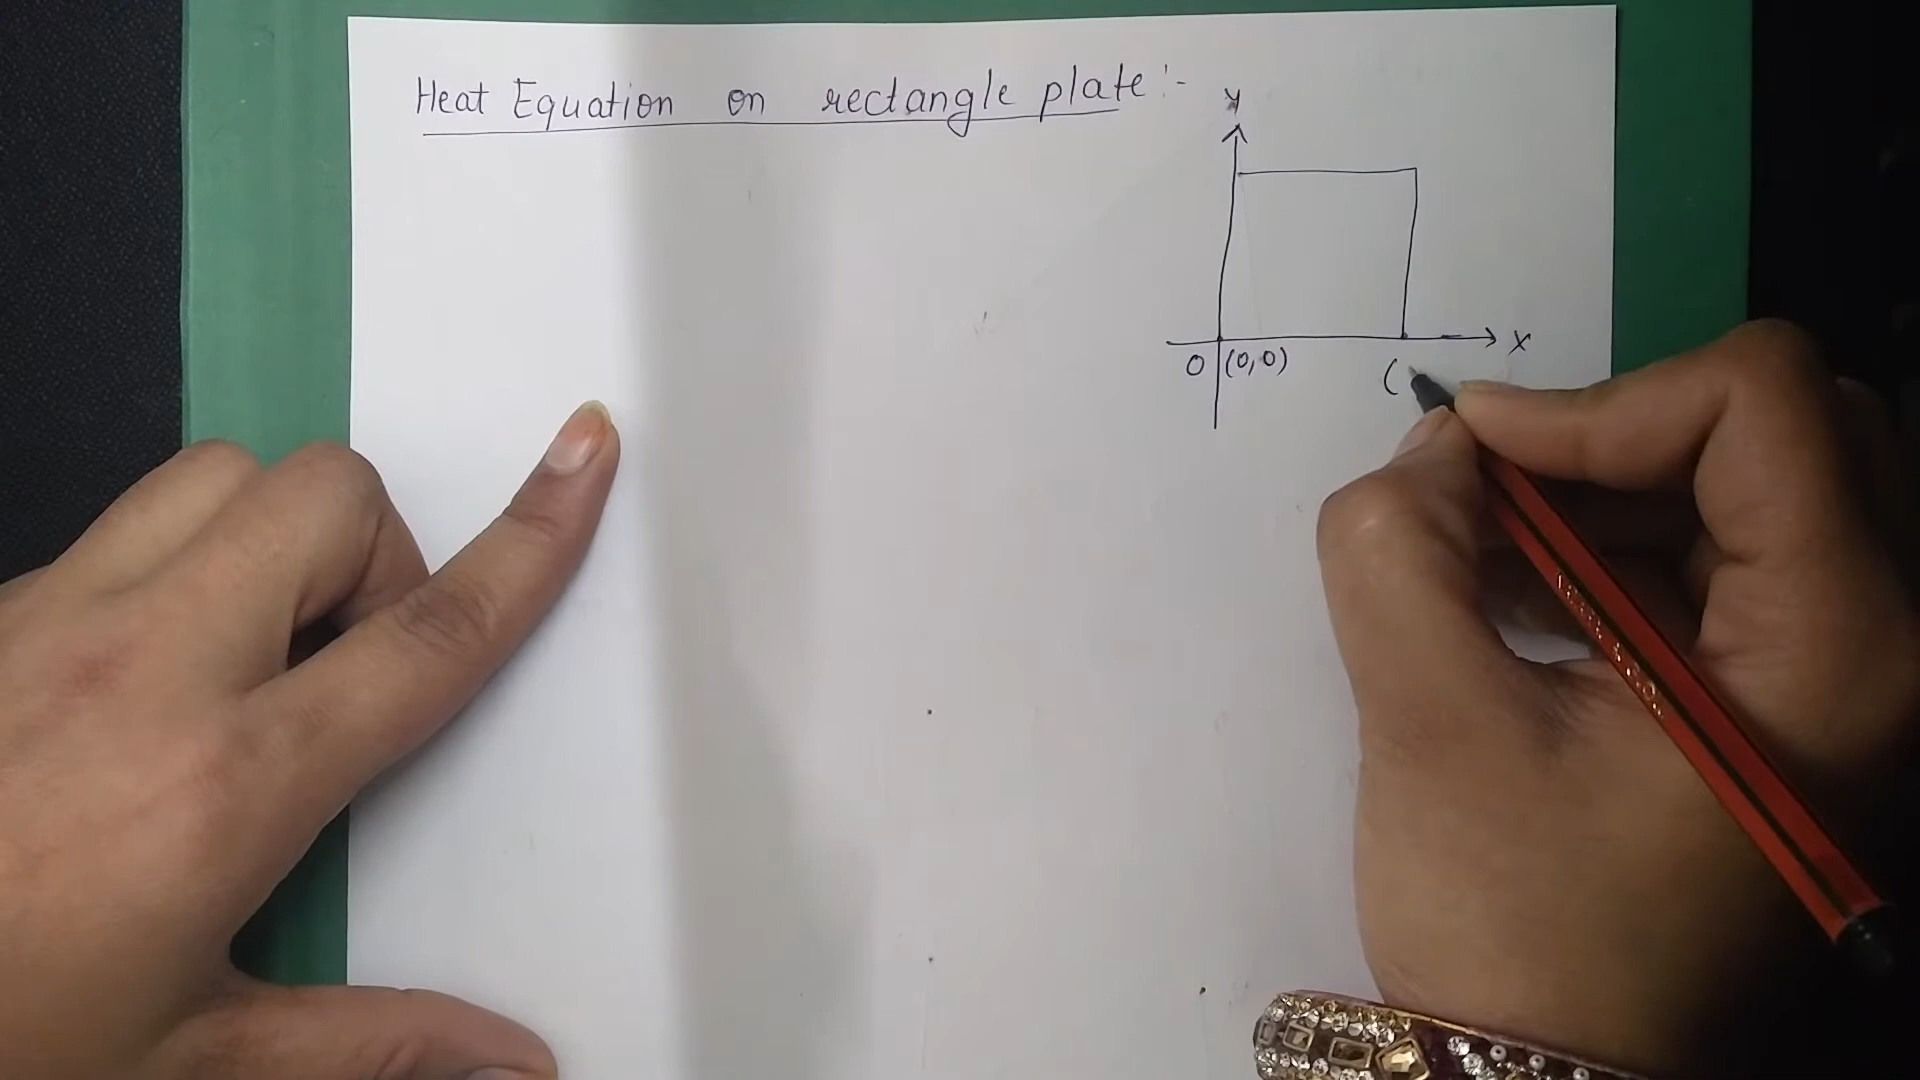 Heat Equation on rectangle plate :-
y
x
O (0,0)
(